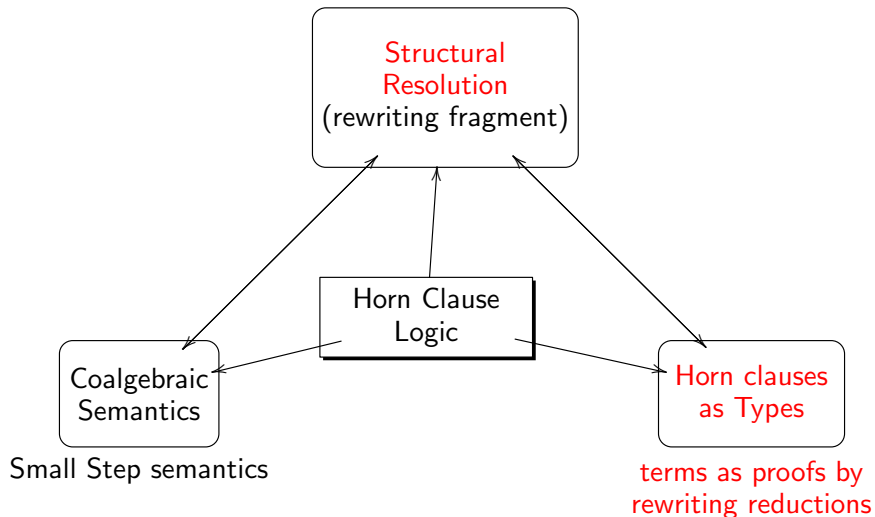 Structural
Resolution
(rewriting fragment)
Horn Clause
Logic
Coalgebraic
Semantics
Horn clauses
as Types
Small Step semantics
terms as proofs by
rewriting reductions